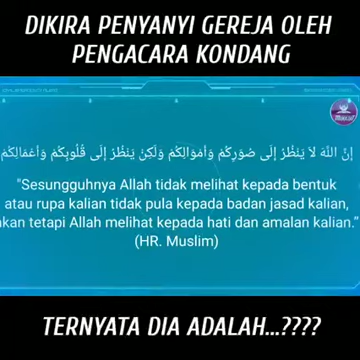 DIKIRA PENYANYI GEREJA OLEH
PENGACARA KONDANG
إِنَّ اللَّهَ لَا يَنْظُرُ إِلَى صُوَرِكُمْ وَأَمْوَالِكُمْ وَلَكِنْ يَنْظُرُ إِلَى قُلُوبِكُمْ وَأَعْمَالِكُمْ
"Sesungguhnya Allah tidak melihat kepada bentuk
atau rupa kalian tidak pula kepada badan jasad kalian,
akan tetapi Allah melihat kepada hati dan amalan kalian."
(HR. Muslim)
TERNYATA DIA ADALAH...????